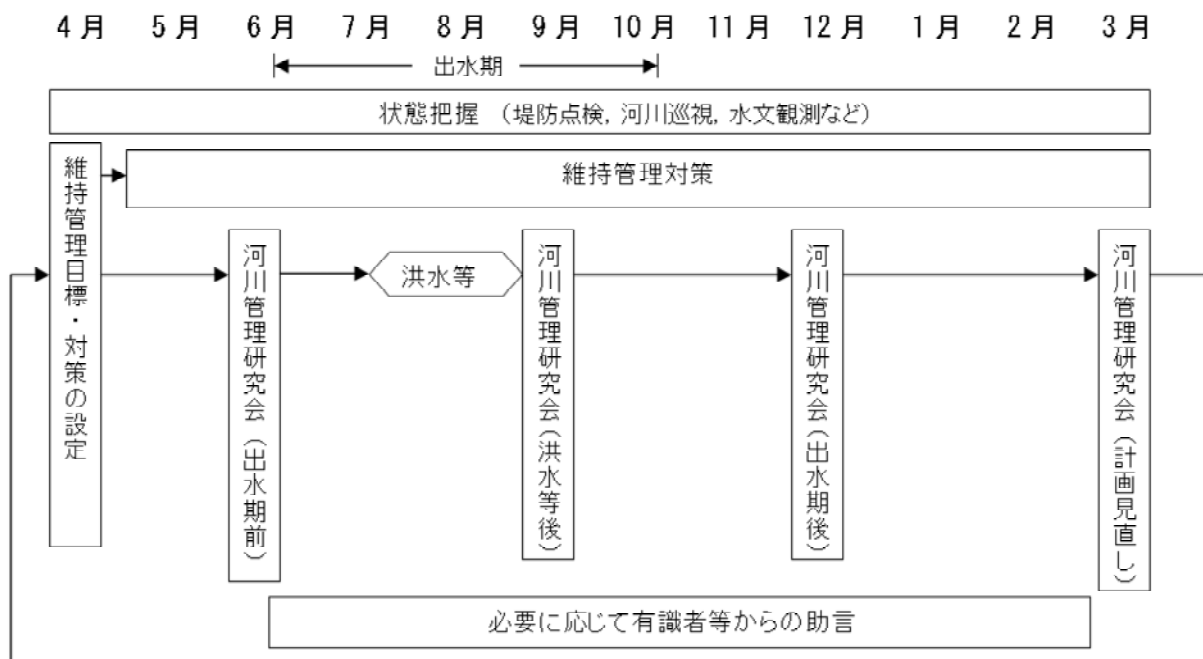 4月 5月 6月 7月 8月 9月 10月 11月 12月 1月 2月 3月
出水期
状態把握 (堤防点検, 河川巡視, 水文観測など)
維持管理目標・対策の設定
維持管理対策
河川管理研究会(出水期前)
洪水等
河川管理研究会(洪水等後)
河川管理研究会(出水期後)
河川管理研究会(計画見直し)
必要に応じて有識者等からの助言